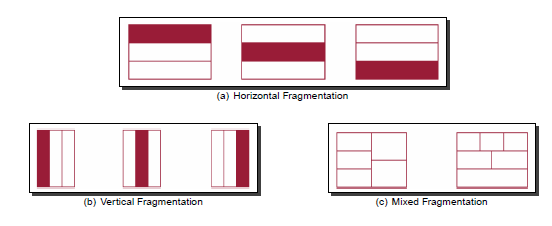 (a) Horizontal Fragmentation
(b) Vertical Fragmentation
(c) Mixed Fragmentation